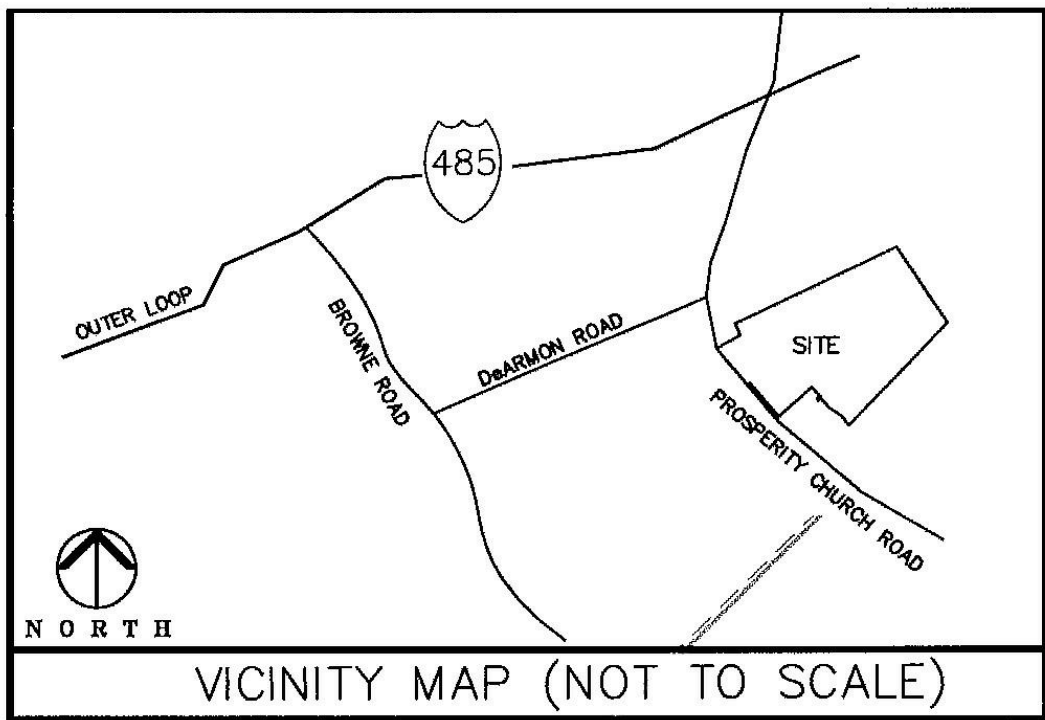 485
OUTER LOOP
BROWNE ROAD
DeARMON ROAD
SITE
PROSPERITY CHURCH ROAD
NORTH
VICINITY MAP (NOT TO SCALE)